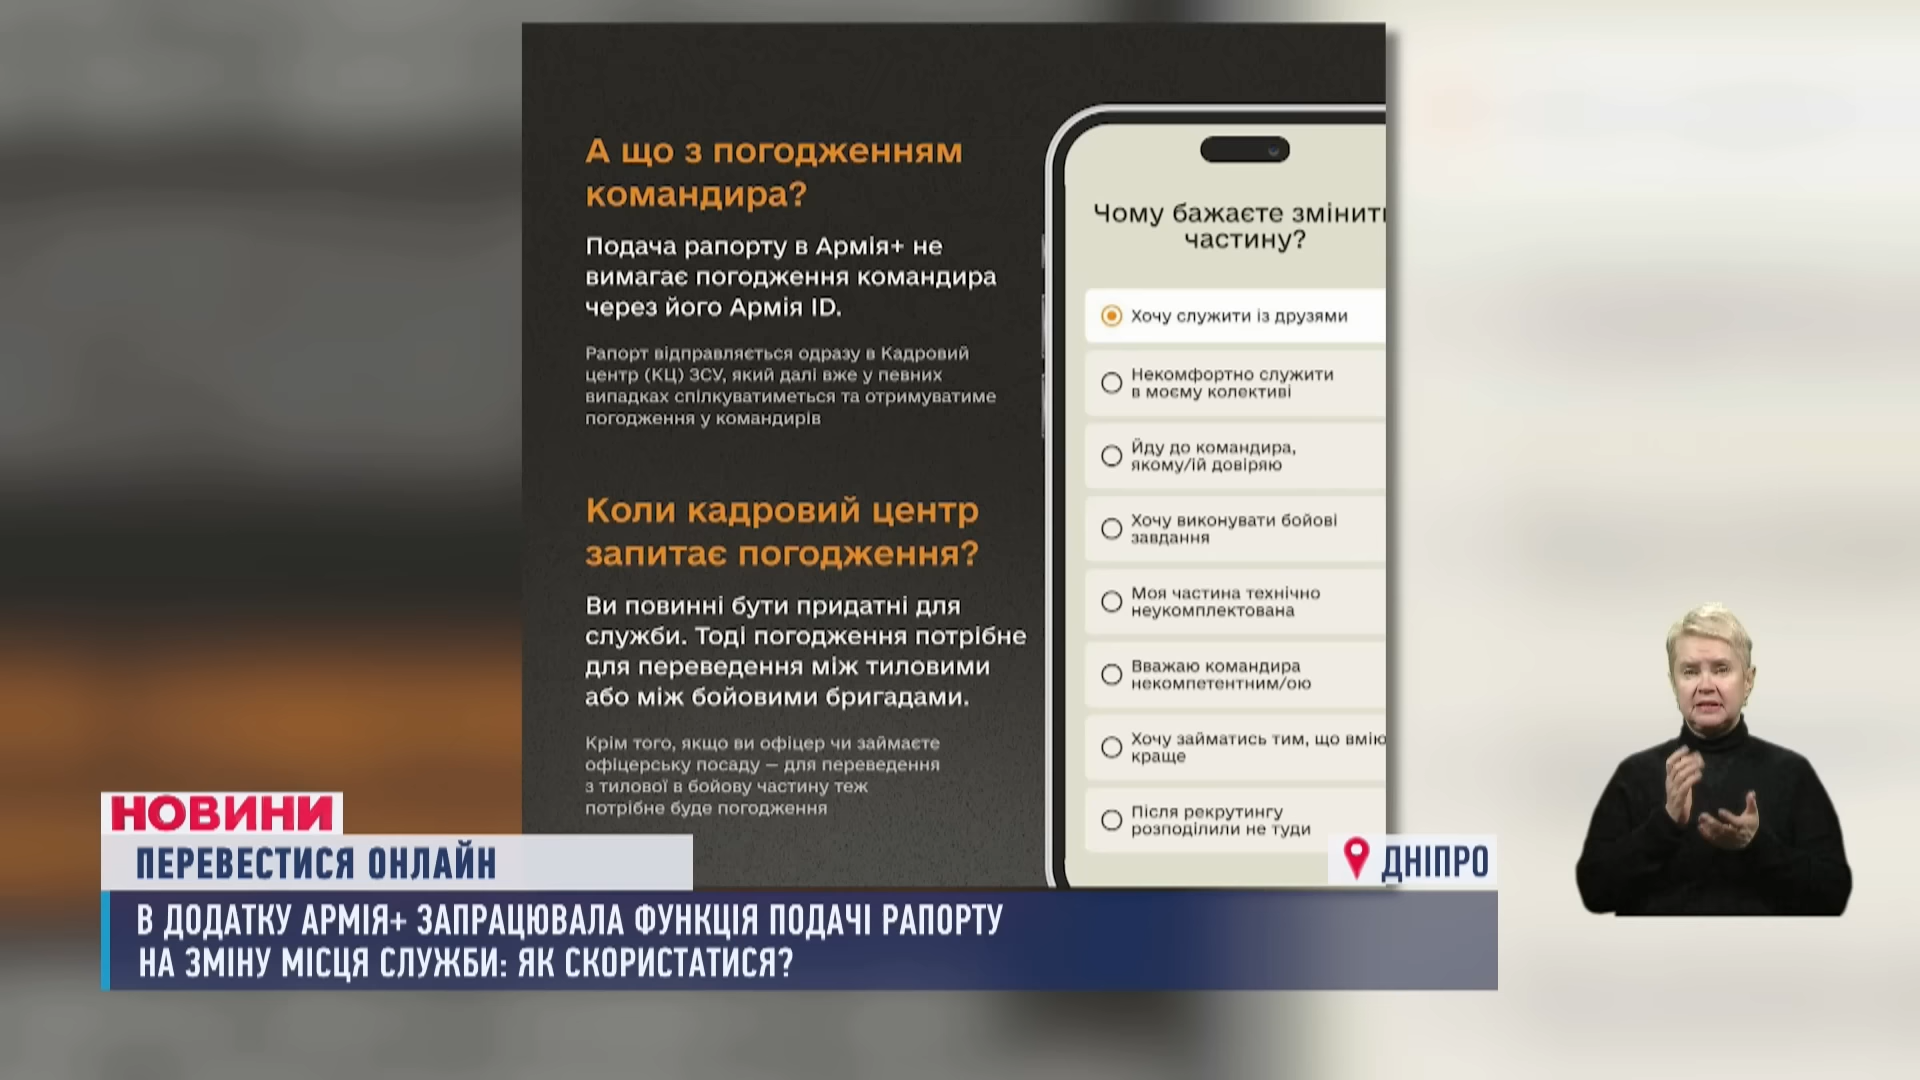 А що з погодженням
командира?
Подача рапорту в Армія+ не
вимагає погодження командира
через його Армія ID.
Рапорт відправляється одразу в Кадровий
центр (КЦ) ЗСУ, який далі вже у певних
випадках спілкуватиметься та отримуватиме
погодження у командирів
Коли кадровий центр
запитає погодження?
Ви повинні бути придатні для
служби. Тоді погодження потрібне
для переведення між тиловими
або між бойовими бригадами.
Крім того, якщо ви офіцер чи займаєте
офіцерську посаду — для переведення
з тилової в бойову частину теж
потрібне буде погодження
Чому бажаєте змінити
частину?
Хочу служити із друзями
Некомфортно служити
в моєму колективі
Йду до командира,
якому/ій довіряю
Хочу виконувати бойові
завдання
Моя частина технічно
неукомплектована
Вважаю командира
некомпетентним/ою
Хочу займатись тим, що вмію
краще
Після рекрутингу
розподілили не туди
НОВИНИ
ПЕРЕВЕСТИСЯ ОНЛАЙН
ДНІПРО
В ДОДАТКУ АРМІЯ+ ЗАПРАЦЮВАЛА ФУНКЦІЯ ПОДАЧІ РАПОРТУ
НА ЗМІНУ МІСЦЯ СЛУЖБИ: ЯК СКОРИСТАТИСЯ?